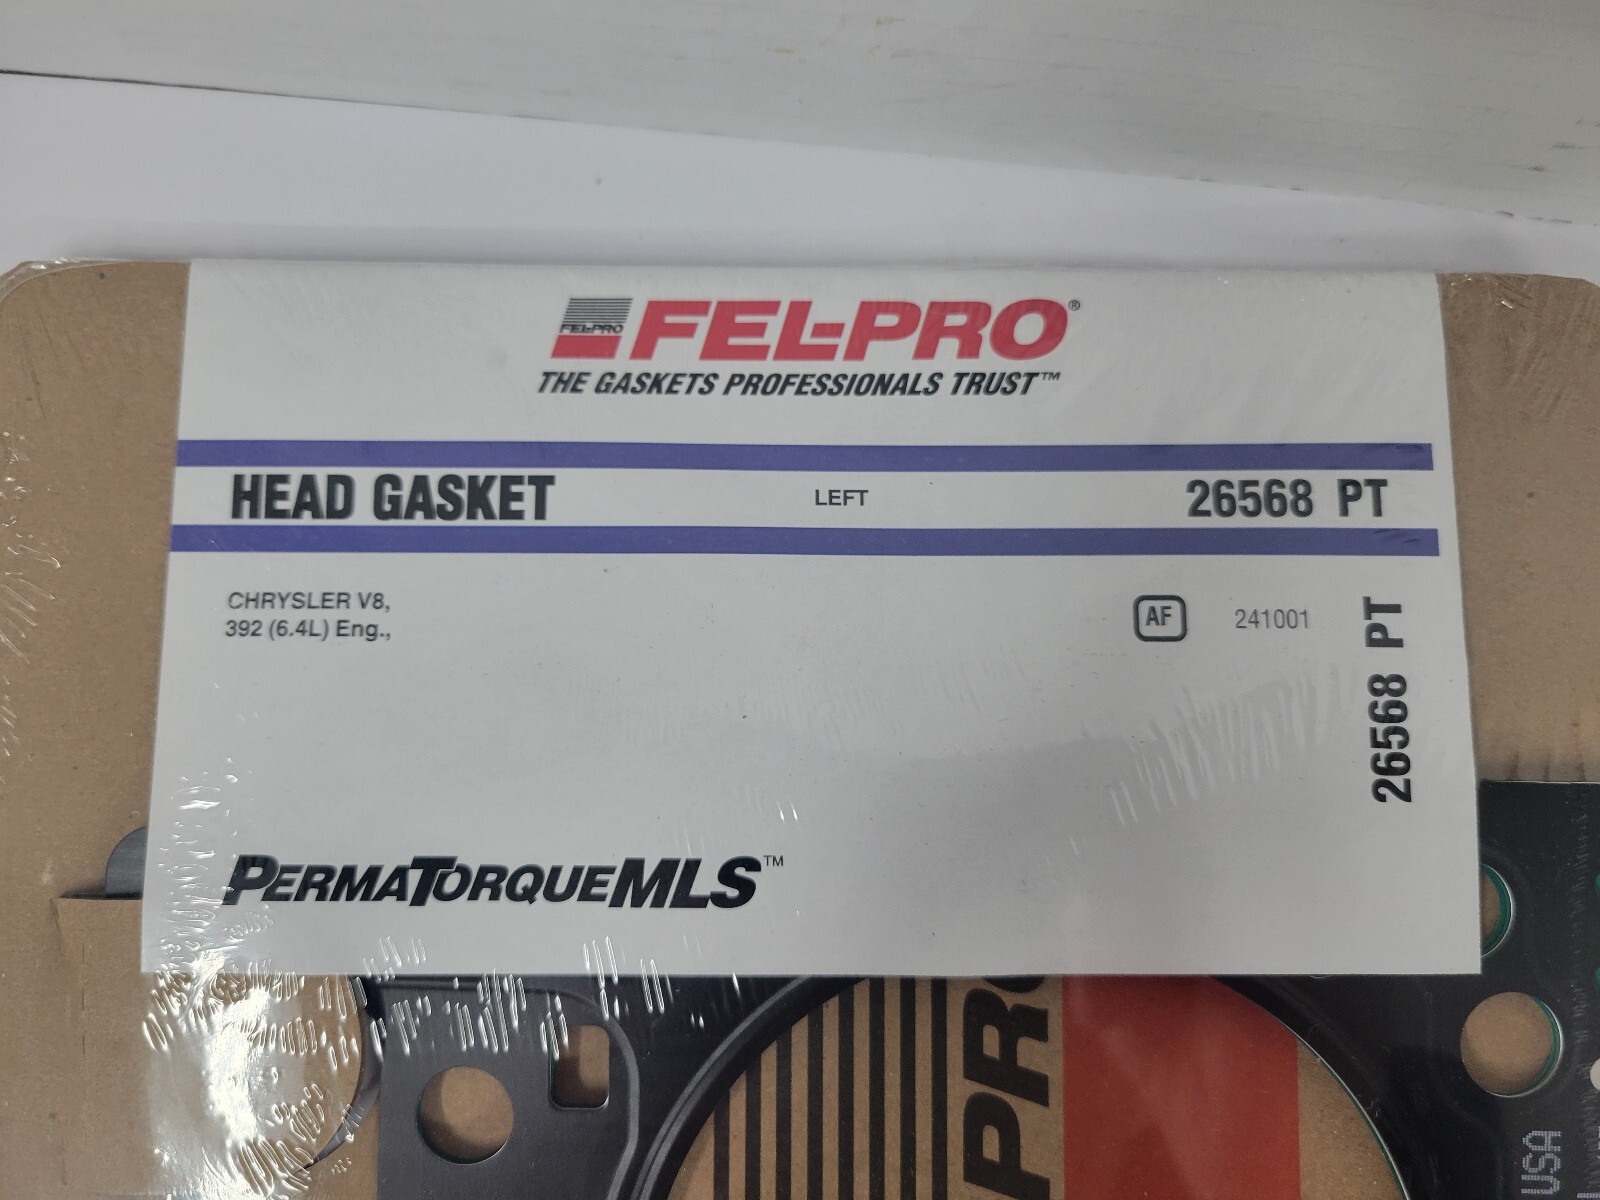 FEL-PRO
FEL-PRO®
THE GASKETS PROFESSIONALS TRUST™
HEAD GASKET
LEFT
26568 PT
CHRYSLER V8,
392 (6.4L) Eng.,
AF
241001
26568 PT
PERMATORQUEMLS™
PRO
USA